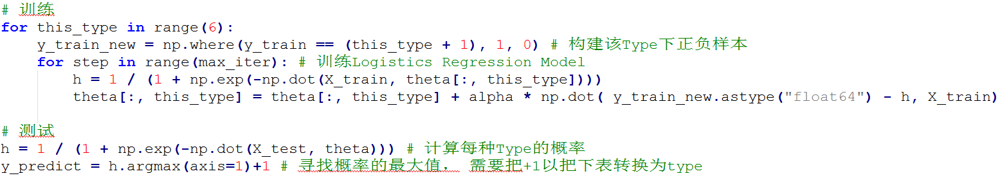 # 训练
for this_type in range(6):
    y_train_new = np.where(y_train == (this_type + 1), 1, 0) # 构建该Type下正负样本
    for step in range(max_iter): # 训练Logistics Regression Model
        h = 1 / (1 + np.exp(-np.dot(X_train, theta[:, this_type])))
        theta[:, this_type] = theta[:, this_type] + alpha * np.dot( y_train_new.astype("float64") - h, X_train)
# 测试
h = 1 / (1 + np.exp(-np.dot(X_test, theta))) # 计算每种Type的概率
y_predict = h.argmax(axis=1)+1 # 寻找概率的最大值， 需要把+1以把下表转换为type